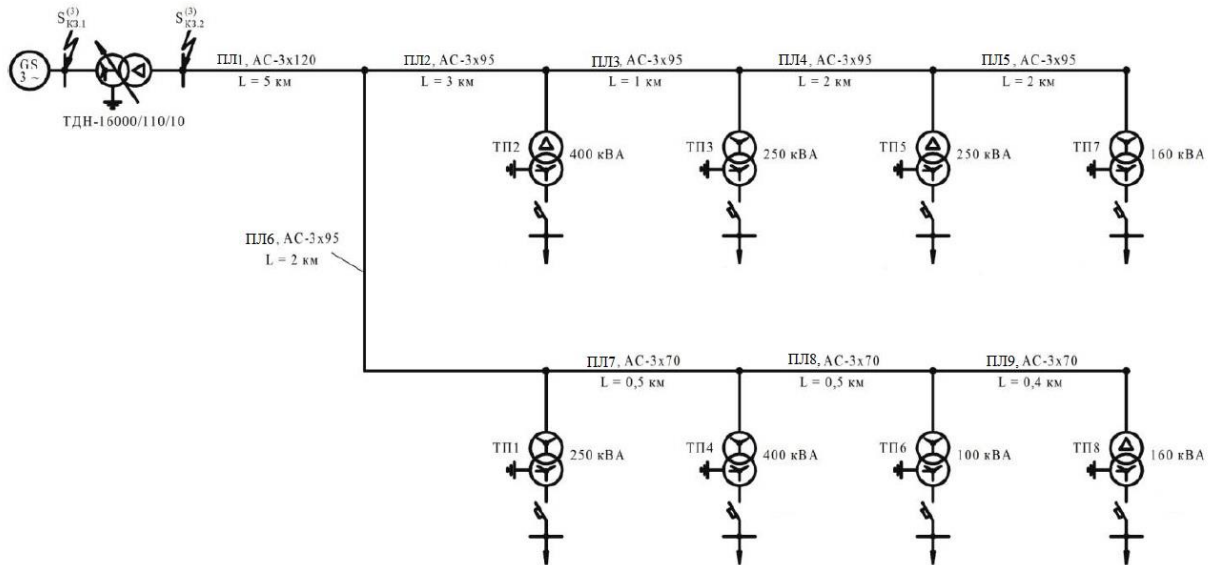 S(3)КЗ.1
S(3)КЗ.2
GS
3 ~
ТДН-16000/110/10
ПЛ1, АС-3х120
L = 5 км
ПЛ2, АС-3х95
L = 3 км
ПЛ3, АС-3х95
L = 1 км
ПЛ4, АС-3х95
L = 2 км
ПЛ5, АС-3х95
L = 2 км
ТП2
400 кВА
ТП3
250 кВА
ТП5
250 кВА
ТП7
160 кВА
ПЛ6, АС-3х95
L = 2 км
ПЛ7, АС-3х70
L = 0,5 км
ПЛ8, АС-3х70
L = 0,5 км
ПЛ9, АС-3х70
L = 0,4 км
ТП1
250 кВА
ТП4
400 кВА
ТП6
100 кВА
ТП8
160 кВА